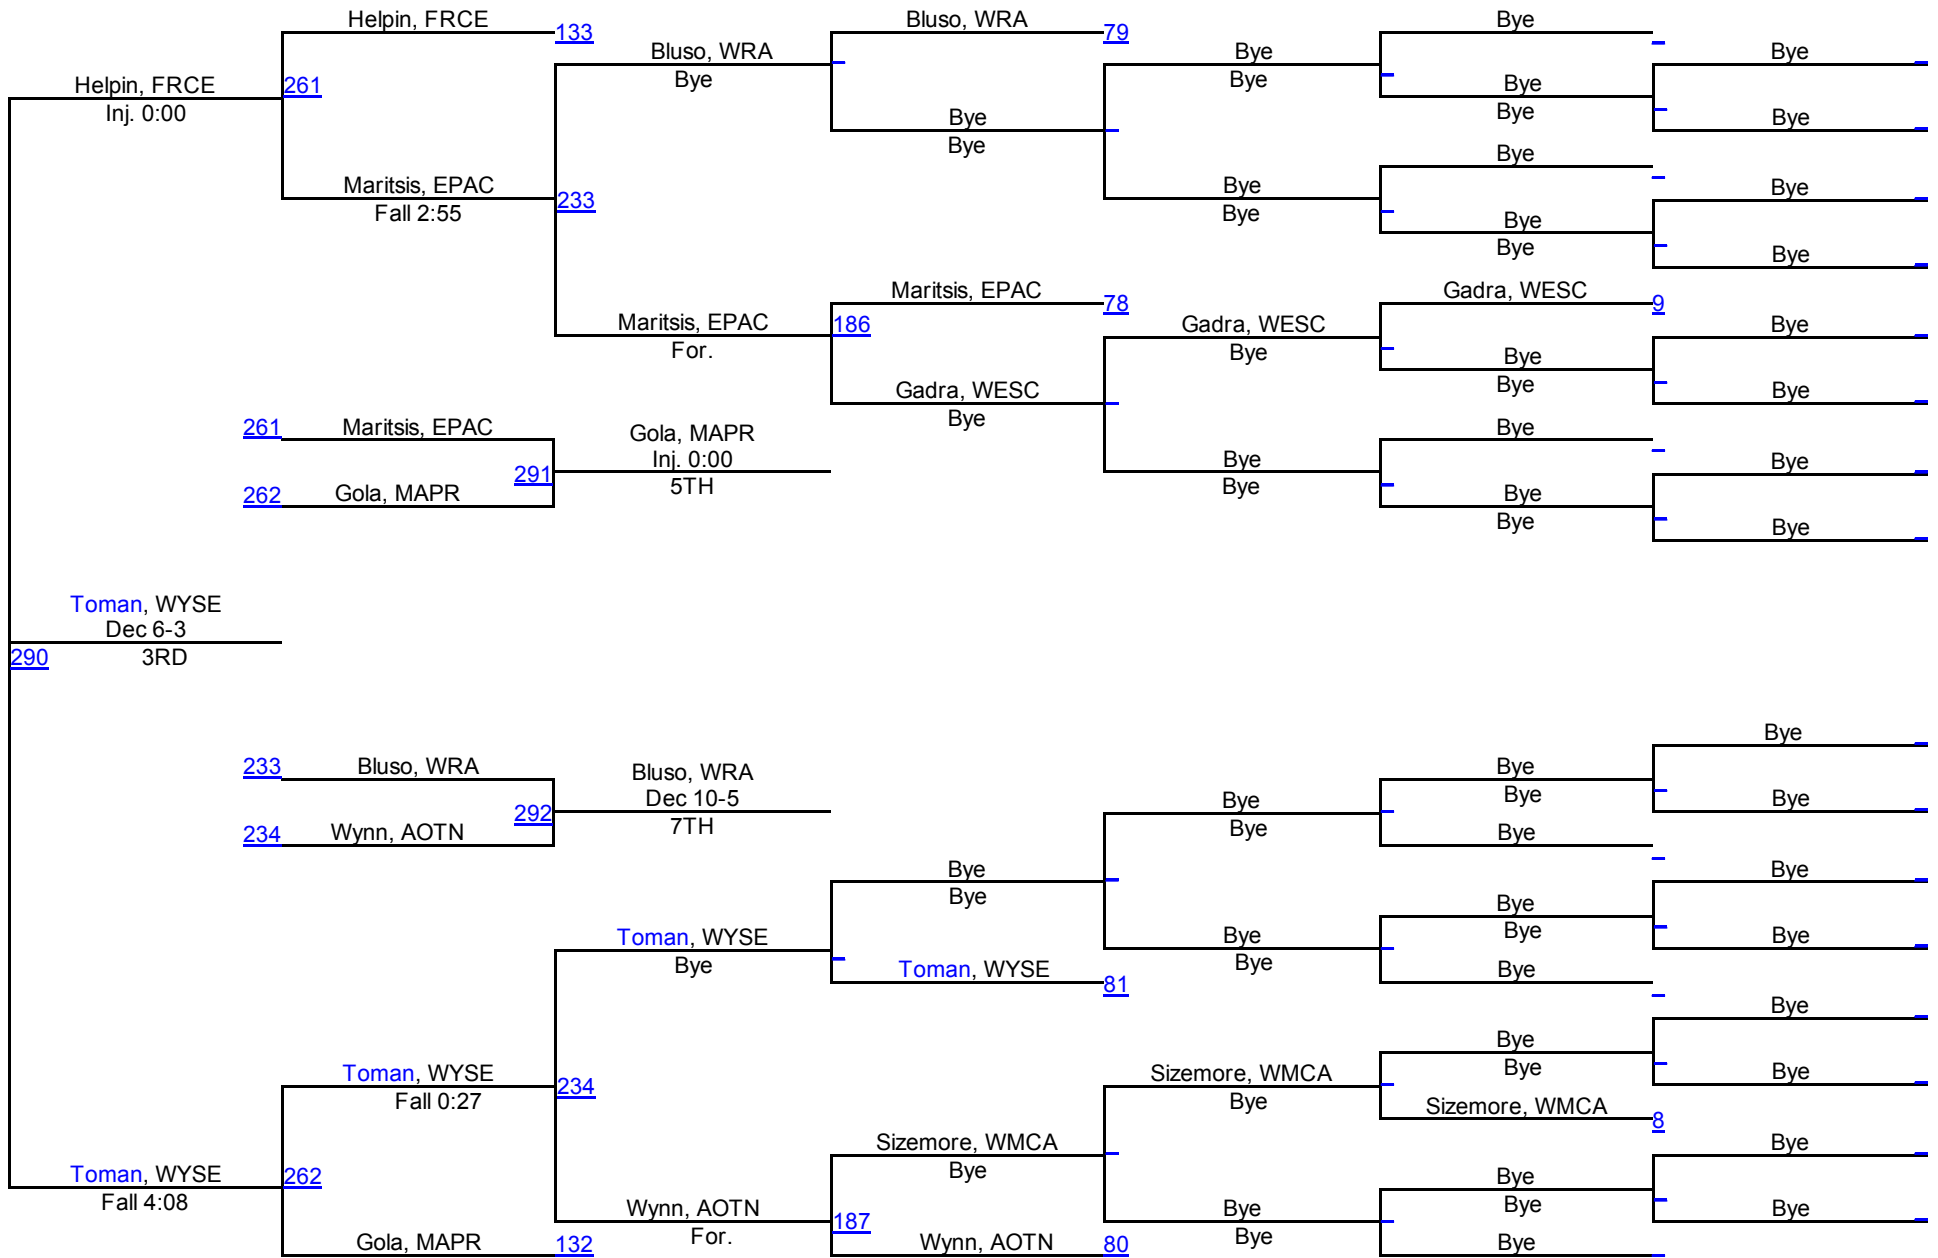 Helpin, FRCE
133
Bluso, WRA
79
Bye
Bluso, WRA
Bye
Bye
Bye
Bye
Helpin, FRCE
Inj. 0:00
261
Bye
Bye
Bye
Bye
Bye
Bye
Maritsis, EPAC
Fall 2:55
233
Bye
Bye
Bye
Bye
Bye
Bye
Bye
Maritsis, EPAC
78
Gadra, WESC
9
Maritsis, EPAC
For.
186
Gadra, WESC
Bye
Bye
Bye
Bye
Gadra, WESC
Bye
Bye
261
Maritsis, EPAC
Gola, MAPR
Inj. 0:00
5TH
291
262
Gola, MAPR
Bye
Bye
Bye
Bye
Bye
Bye
Bye
Toman, WYSE
Dec 6-3
3RD
290
Bye
233
Bluso, WRA
Bluso, WRA
Dec 10-5
7TH
292
234
Wynn, AOTN
Bye
Bye
Bye
Bye
Bye
Bye
Bye
Bye
Bye
Bye
Bye
Toman, WYSE
Bye
Bye
Bye
Bye
Toman, WYSE
81
Bye
Bye
Bye
Bye
Toman, WYSE
Fall 0:27
234
Sizemore, WMCA
Bye
Bye
Sizemore, WMCA
8
Sizemore, WMCA
Bye
Bye
Toman, WYSE
Fall 4:08
262
Bye
Bye
Wynn, AOTN
For.
187
Bye
Bye
Bye
Gola, MAPR
132
Wynn, AOTN
80
Bye